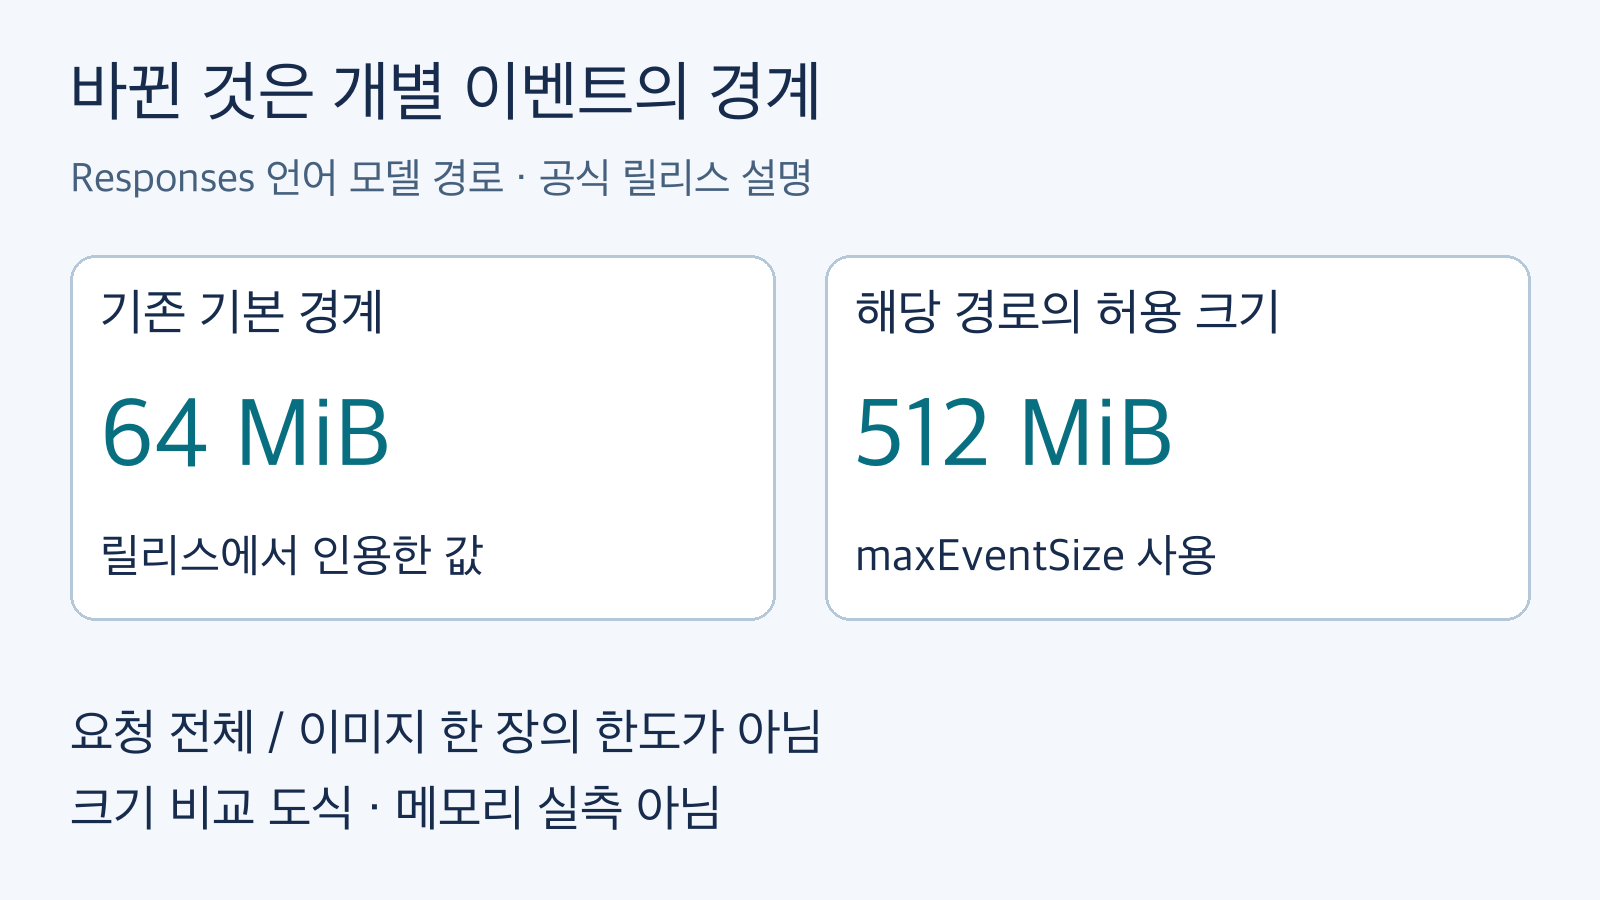 바뀐 것은 개별 이벤트의 경계
Responses 언어 모델 경로 · 공식 릴리스 설명
기존 기본 경계
64 MiB
릴리스에서 인용한 값
해당 경로의 허용 크기
512 MiB
maxEventSize 사용
요청 전체 / 이미지 한 장의 한도가 아님
크기 비교 도식 · 메모리 실측 아님